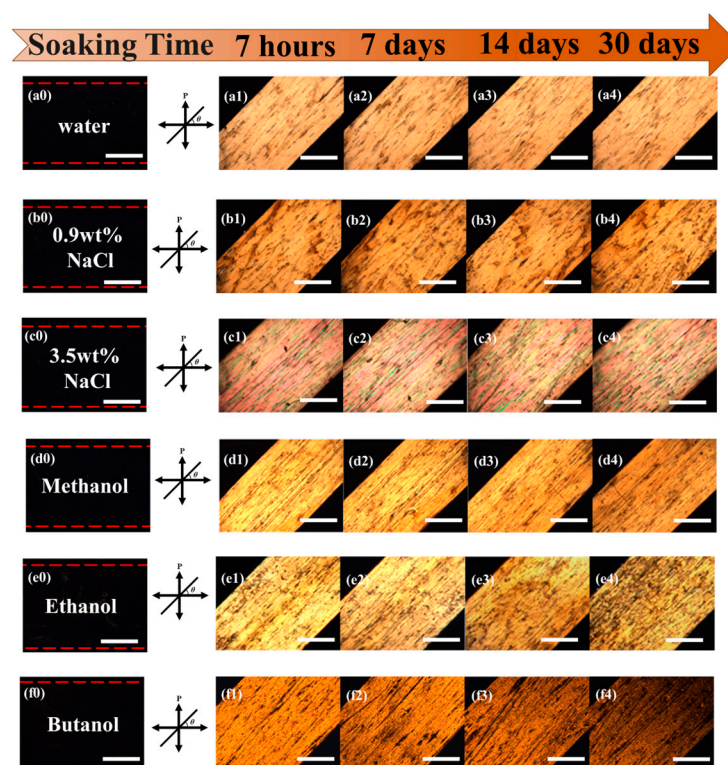 Soaking Time 7 hours 7 days 14 days 30 days
(a0) water P θ (a1) (a2) (a3) (a4)
(b0) 0.9wt% P θ (b1) (b2) (b3) (b4)
NaCl
(c0) 3.5wt% P θ (c1) (c2) (c3) (c4)
NaCl
(d0) Methanol P θ (d1) (d2) (d3) (d4)
(e0) Ethanol P θ (e1) (e2) (e3) (e4)
(f0) Butanol P θ (f1) (f2) (f3) (f4)